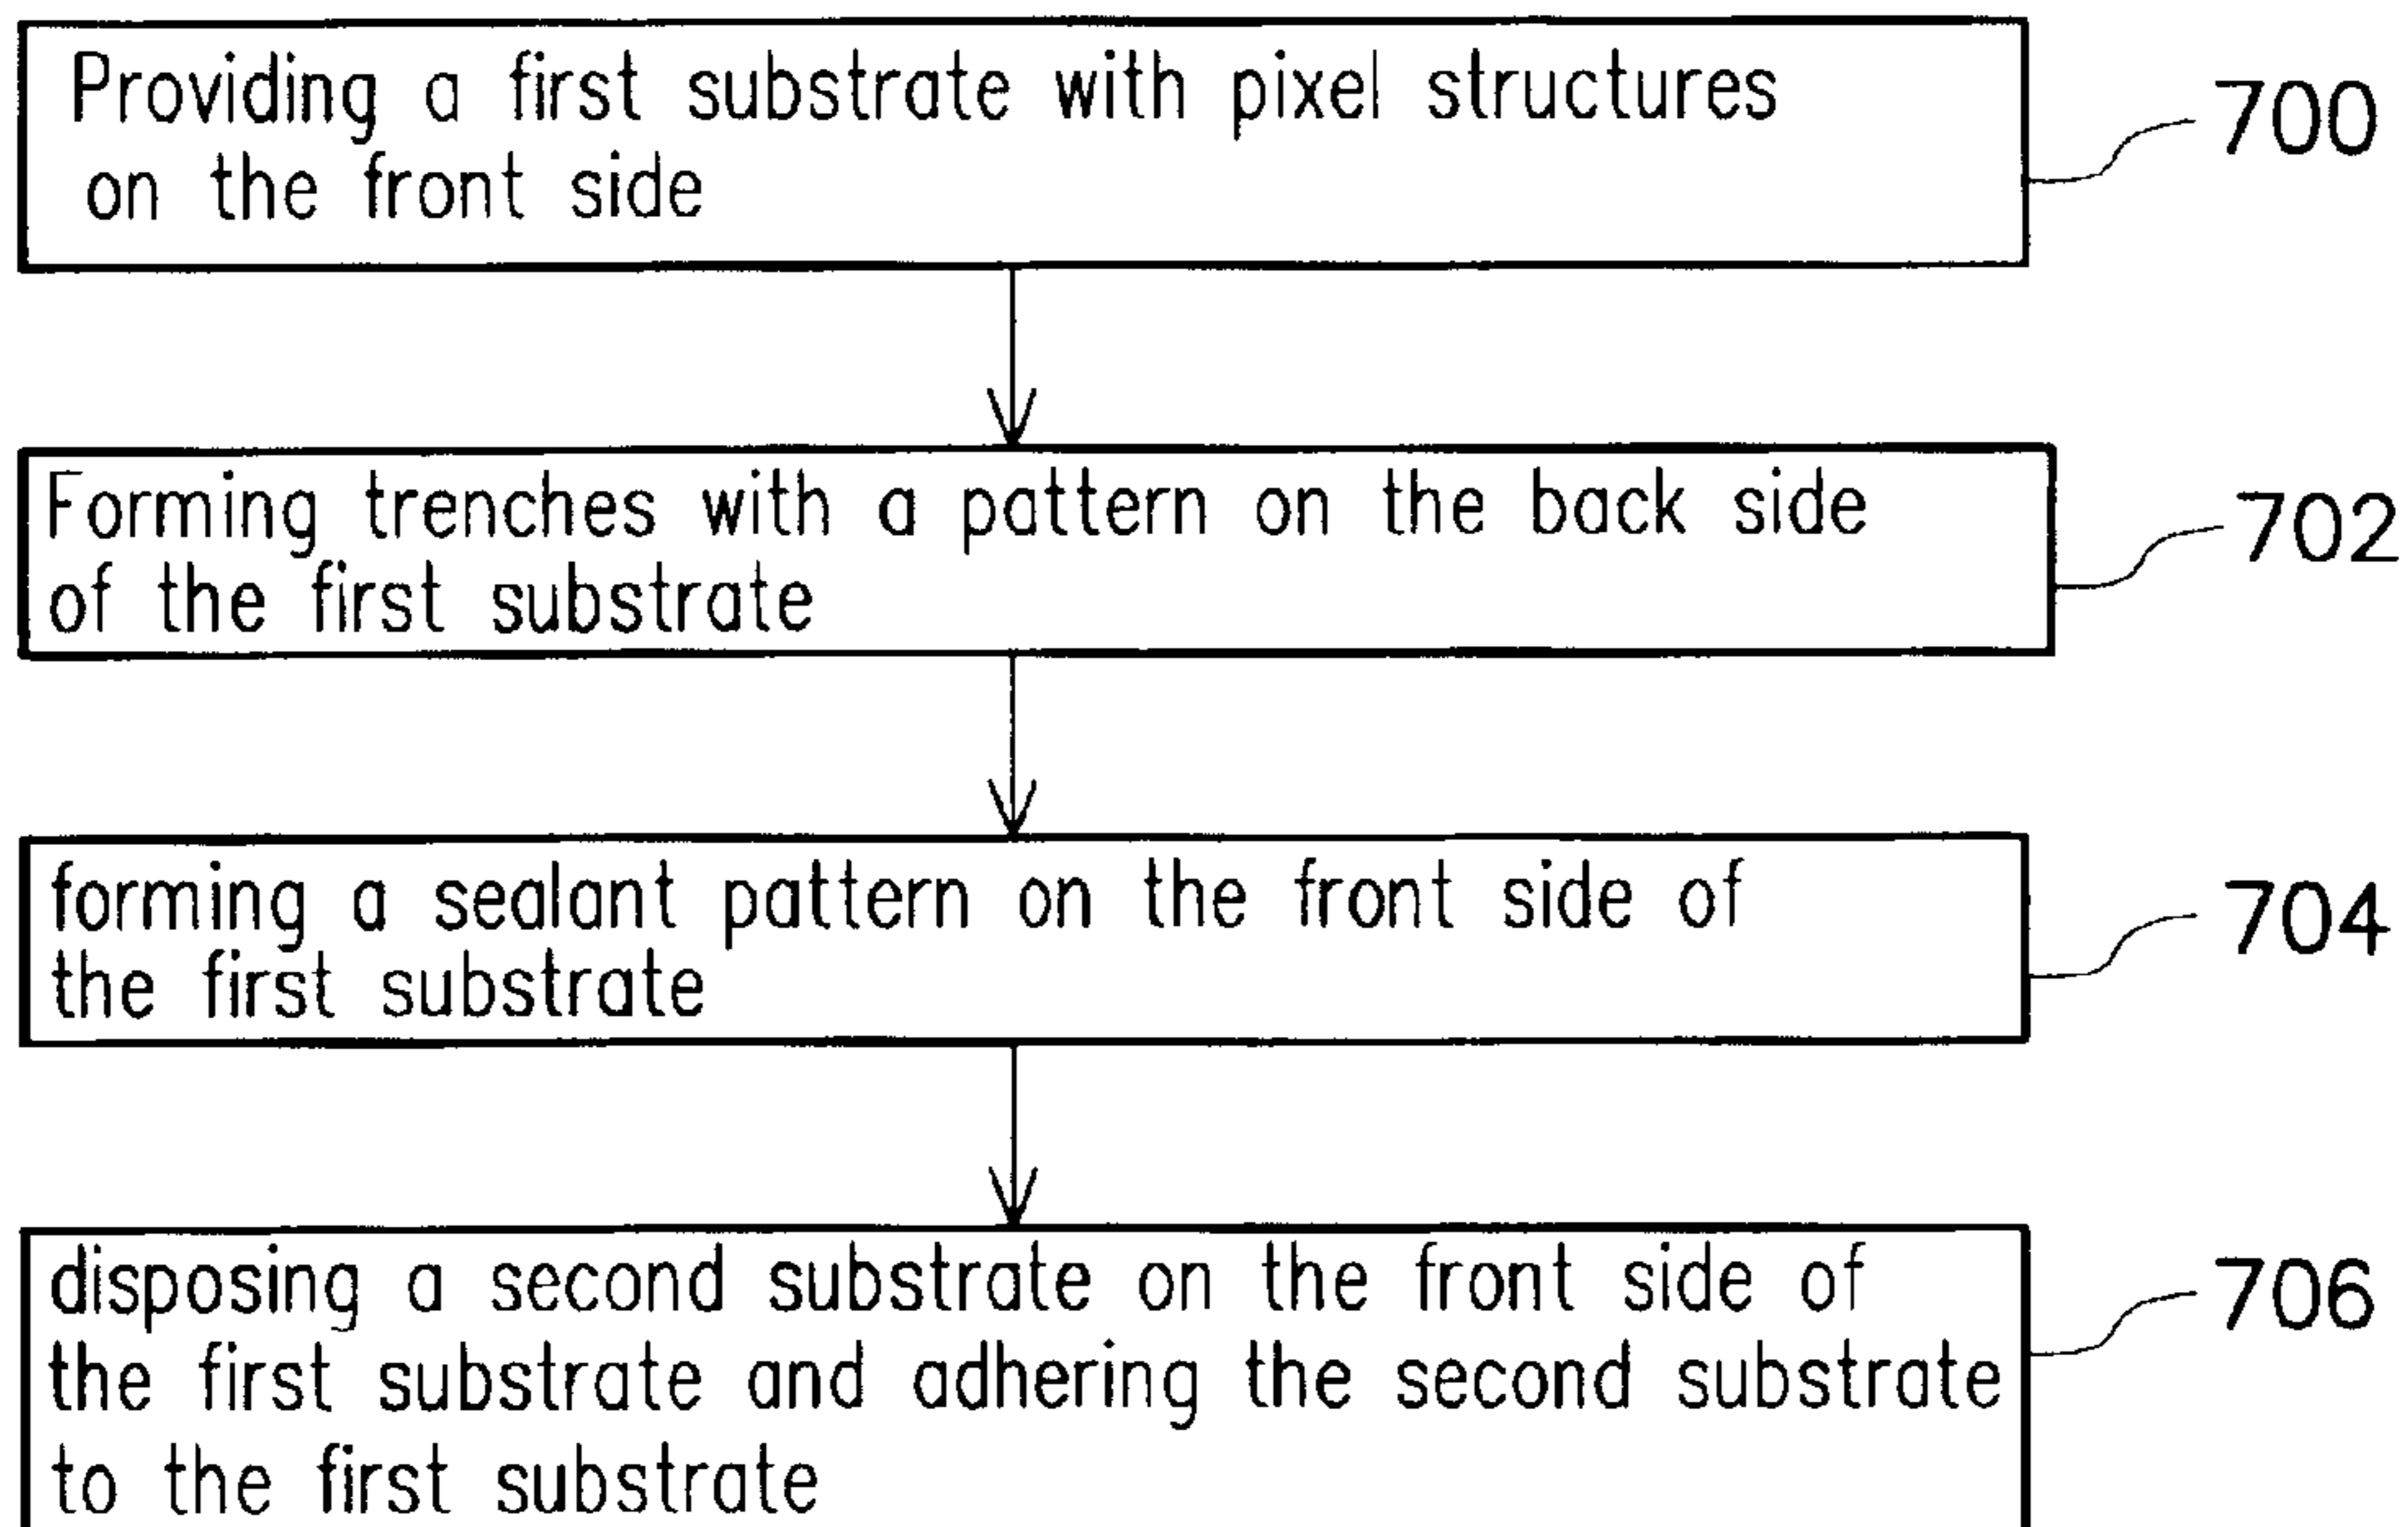 Providing a first substrate with pixel structures
on the front side
700
Forming trenches with a pattern on the back side
of the first substrate
702
forming a sealant pattern on the front side of
the first substrate
704
disposing a second substrate on the front side of
the first substrate and adhering the second substrate
to the first substrate
706